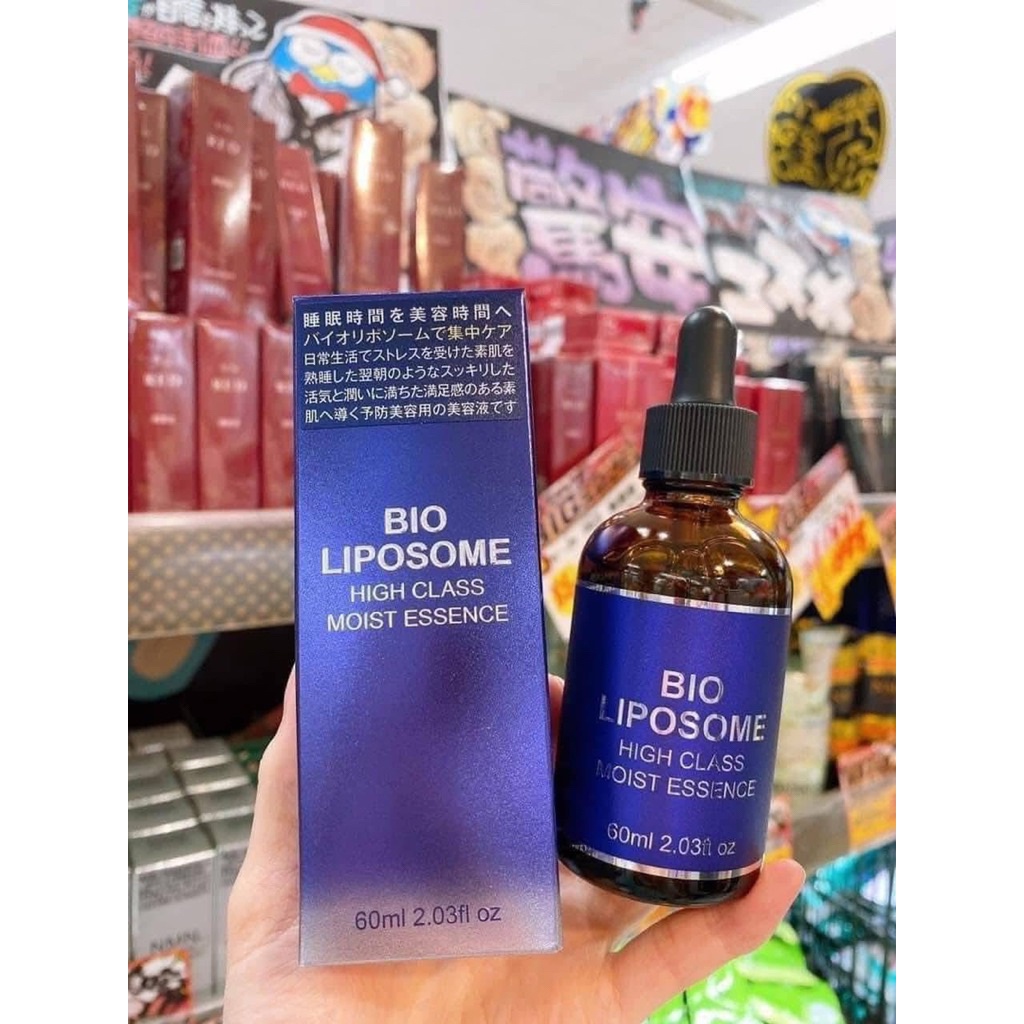 驚安コスメ
睡眠時間を美容時間へ
バイオリポソームで集中ケア
日常生活でストレスを受けた素肌を
熟睡した翌朝のようなスッキリした
活気と潤いに満ちた満足感のある素
肌へ導く予防美容用の美容液です
BIO
LIPOSOME
HIGH CLASS
MOIST ESSENCE
60ml 2.03fl oz
BIO
LIPOSOME
HIGH CLASS
MOIST ESSENCE
60ml 2.03fl oz